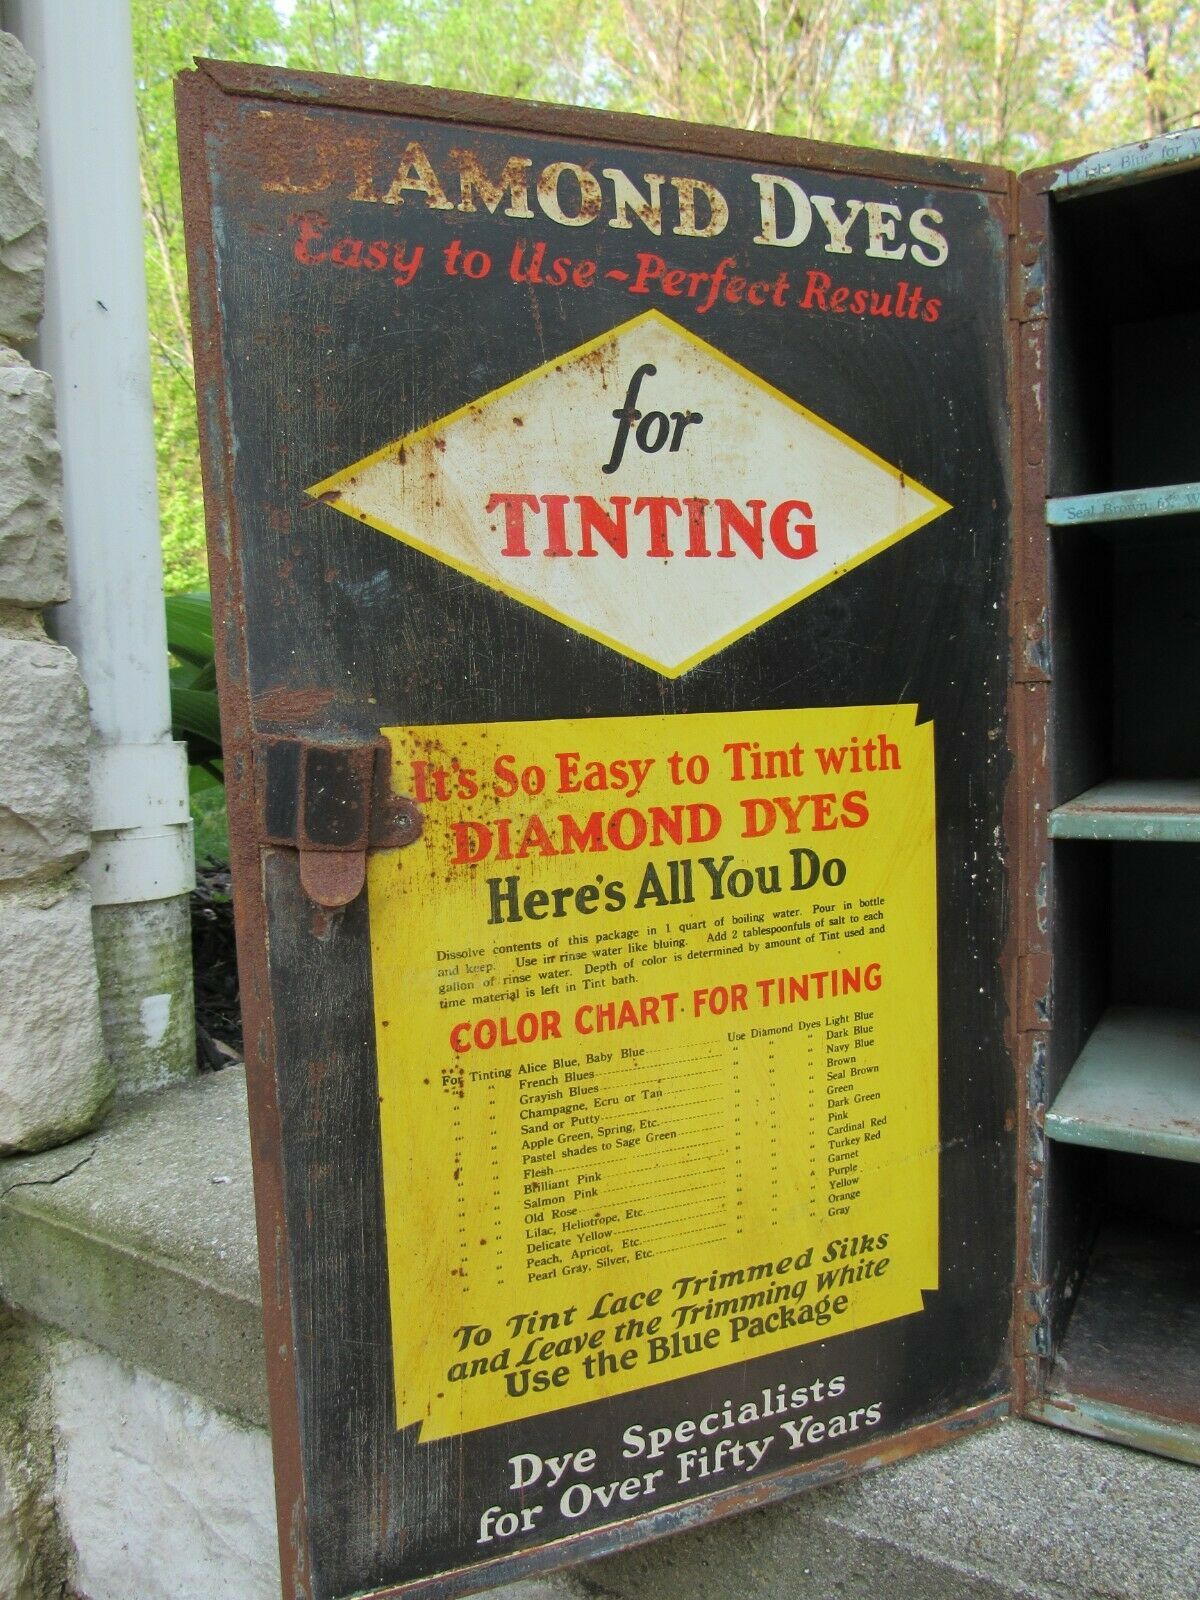 DIAMOND DYES
Easy to Use ~ Perfect Results
for
TINTING
It's So Easy to Tint with
DIAMOND DYES
Here's All You Do
Dissolve contents of this package in 1 quart of boiling water. Pour in bottle
and keep. Use in rinse water like bluing. Add 2 tablespoonfuls of salt to each
gallon of rinse water. Depth of color is determined by amount of Tint used and
time material is left in Tint bath.
COLOR CHART FOR TINTING
For Tinting Alice Blue, Baby Blue Use Diamond Dyes Light Blue
" " French Blues " " " Dark Blue
" " Grayish Blues " " " Navy Blue
" " Champagne, Ecru or Tan " " " Brown
" " Sand or Putty " " " Seal Brown
" " Apple Green, Spring, Etc. " " " Green
" " Pastel shades to Sage Green " " " Dark Green
" " Flesh " " " Pink
" " Brilliant Pink " " " Cardinal Red
" " Salmon Pink " " " Turkey Red
" " Old Rose " " " Garnet
" " Lilac, Heliotrope, Etc. " " " Purple
" " Delicate Yellow " " " Yellow
" " Peach, Apricot, Etc. " " " Orange
" " Pearl Gray, Silver, Etc. " " " Gray
To Tint Lace Trimmed Silks
and Leave the Trimming White
Use the Blue Package
Dye Specialists
for Over Fifty Years
Light Blue for
Seal Brown for